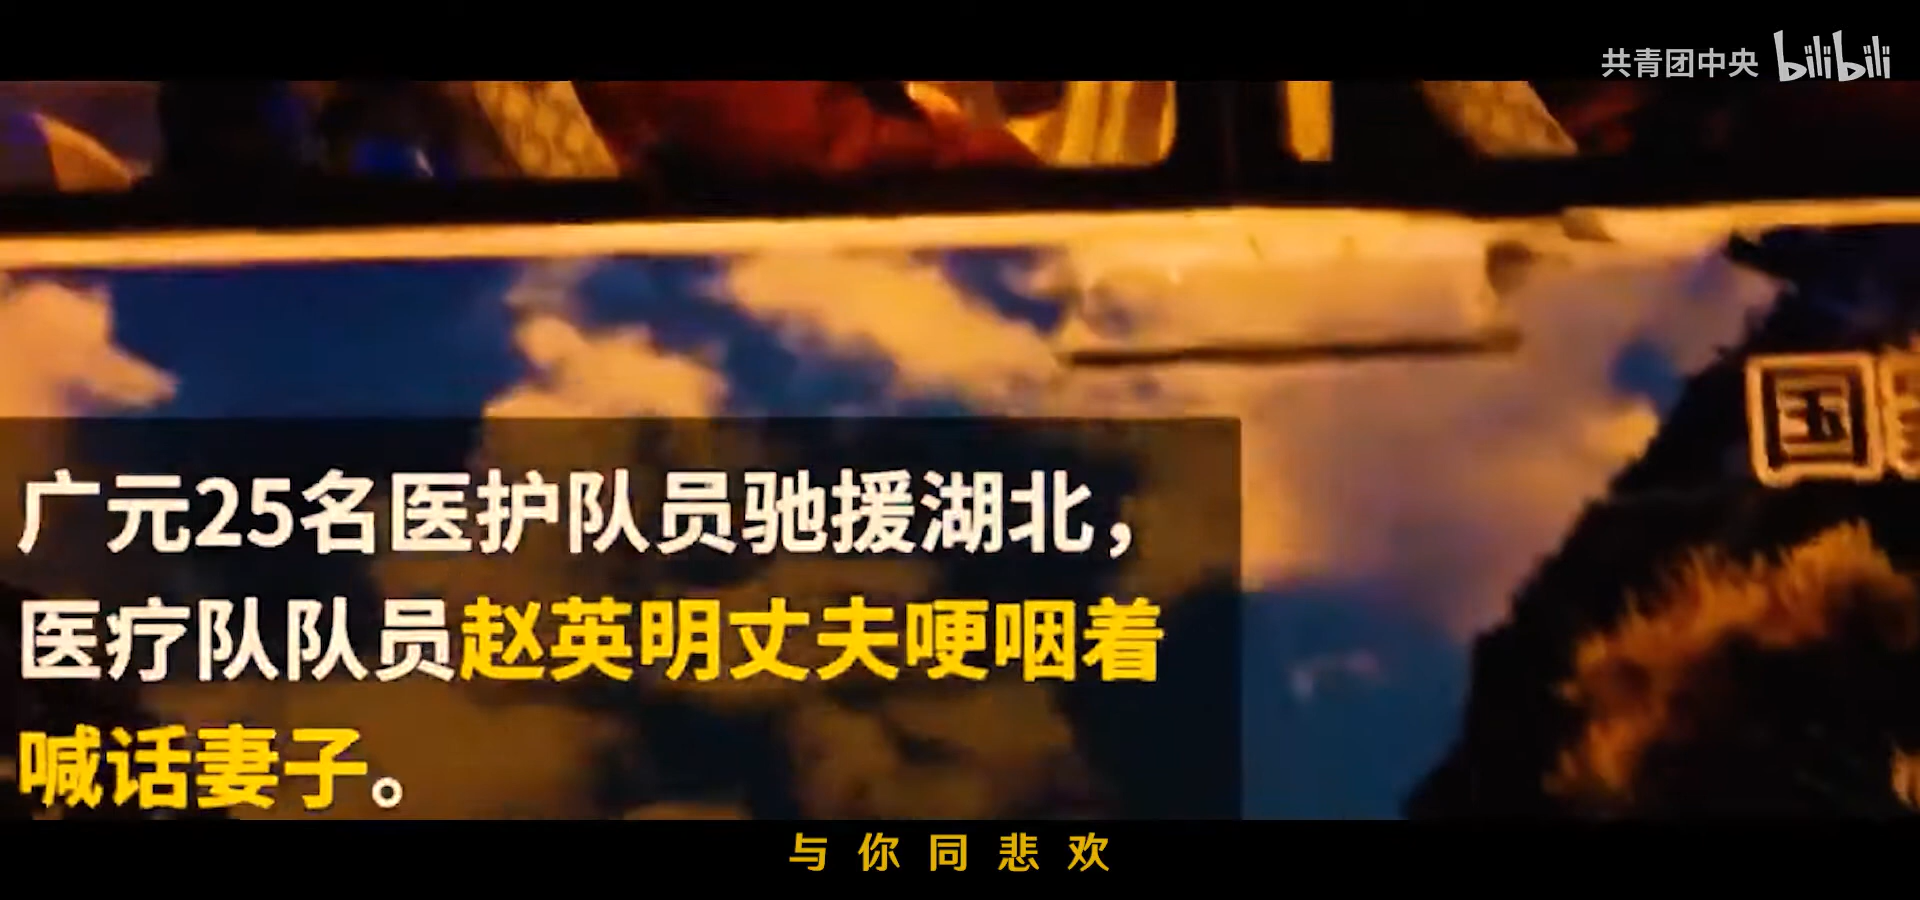 共青团中央 bilibili
国
广元25名医护队员驰援湖北，
医疗队队员赵英明丈夫哽咽着
喊话妻子。
与你同悲欢